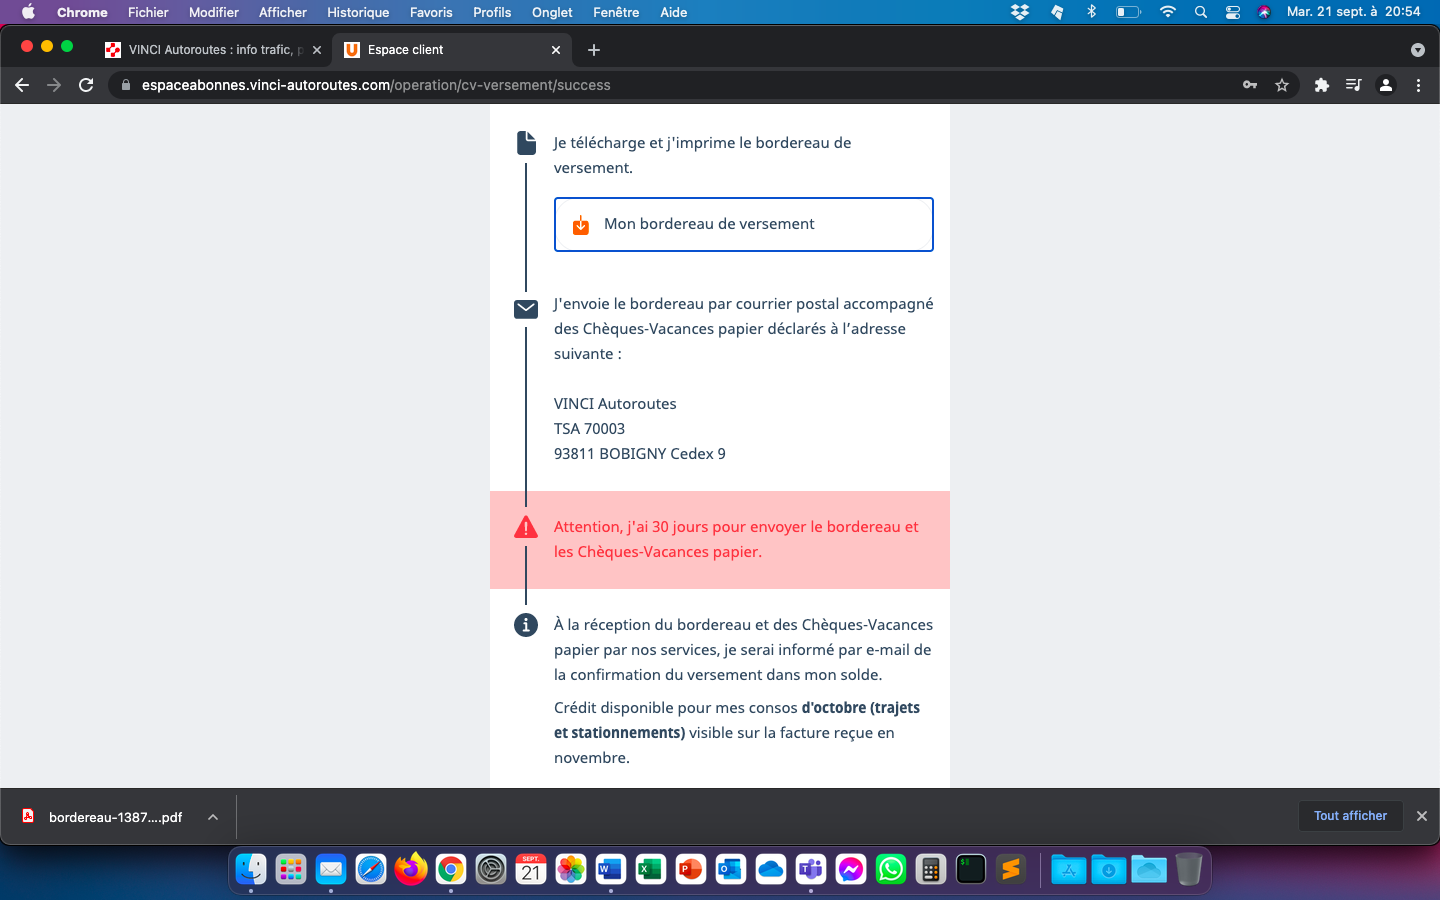 Chrome Fichier Modifier Afficher Historique Favoris Profils Onglet Fenêtre Aide Mar. 21 sept. à 20:54
VINCI Autoroutes : info trafic, p Espace client
espaceabonnes.vinci-autoroutes.com/operation/cv-versement/success
Je télécharge et j'imprime le bordereau de
versement.
Mon bordereau de versement
J'envoie le bordereau par courrier postal accompagné
des Chèques-Vacances papier déclarés à l’adresse
suivante :
VINCI Autoroutes
TSA 70003
93811 BOBIGNY Cedex 9
Attention, j'ai 30 jours pour envoyer le bordereau et
les Chèques-Vacances papier.
À la réception du bordereau et des Chèques-Vacances
papier par nos services, je serai informé par e-mail de
la confirmation du versement dans mon solde.
Crédit disponible pour mes consos d'octobre (trajets
et stationnements) visible sur la facture reçue en
novembre.
bordereau-1387....pdf Tout afficher
SEPT.
21